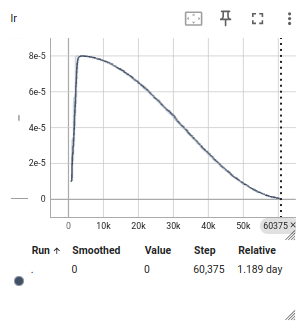 lr
8e-5
6e-5
4e-5
2e-5
0
0 10k 20k 30k 40k 50k 60375 ×
Run ↑ Smoothed Value Step Relative
. 0 0 60,375 1.189 day